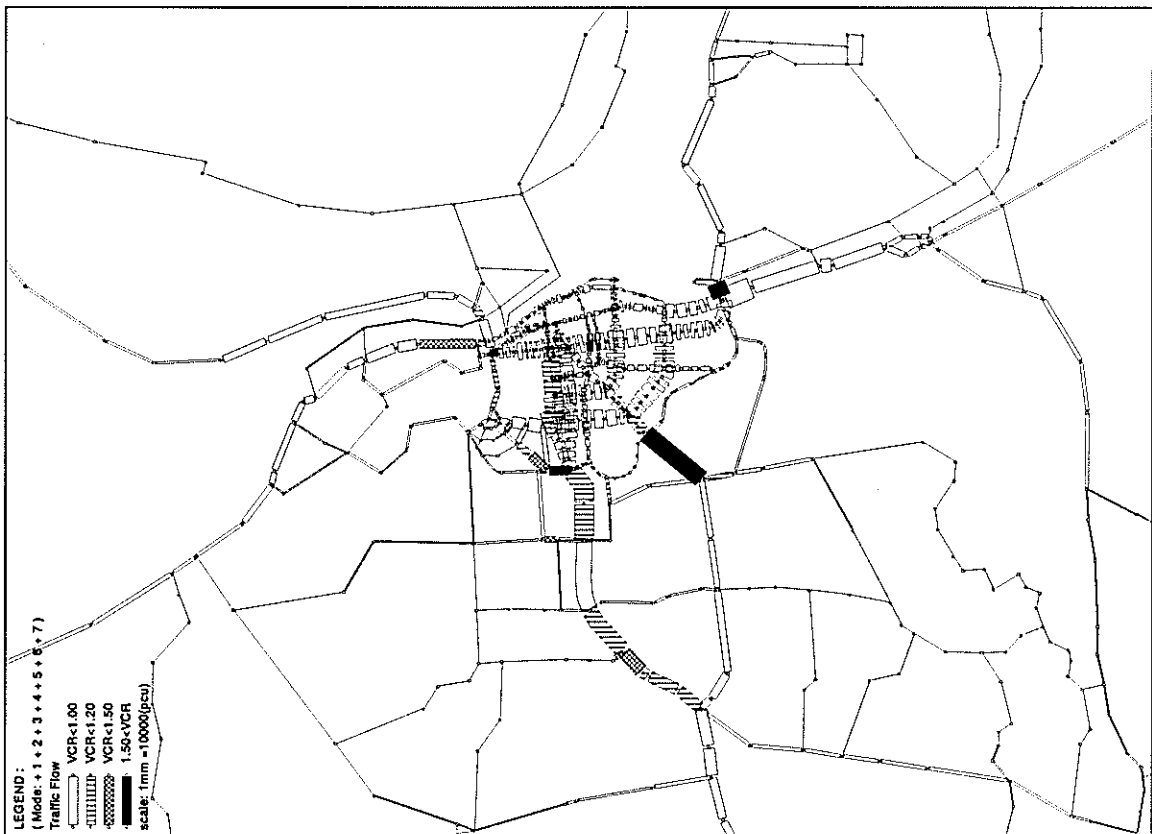 LEGEND :
( Mode: + 1 + 2 + 3 + 4 + 5 + 6 + 7 )
Traffic Flow
VCR<1.00
VCR<1.20
VCR<1.50
1.50<VCR
scale: 1mm =10000(pcu)